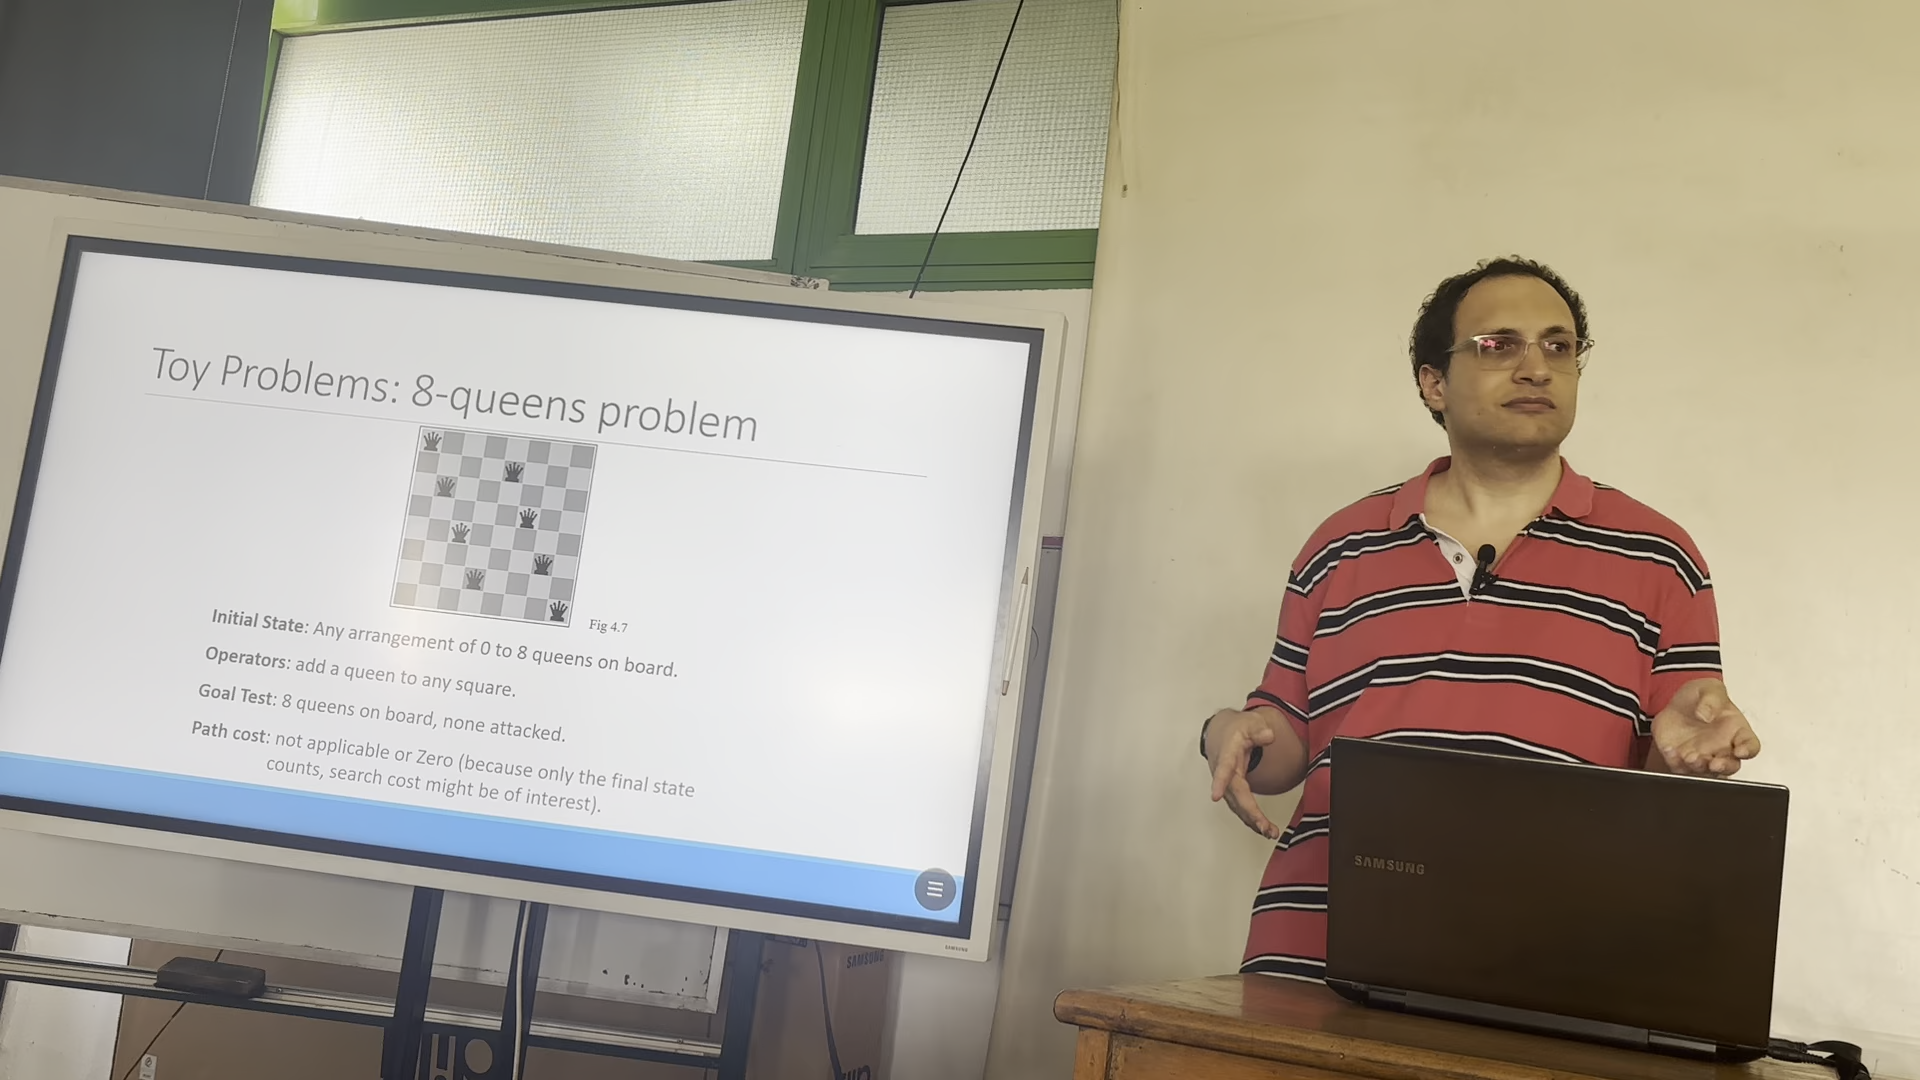 Toy Problems: 8-queens problem
Fig 4.7
Initial State: Any arrangement of 0 to 8 queens on board.
Operators: add a queen to any square.
Goal Test: 8 queens on board, none attacked.
Path cost: not applicable or Zero (because only the final state
counts, search cost might be of interest).
SAMSUNG
SAMSUNG
SAMSUNG